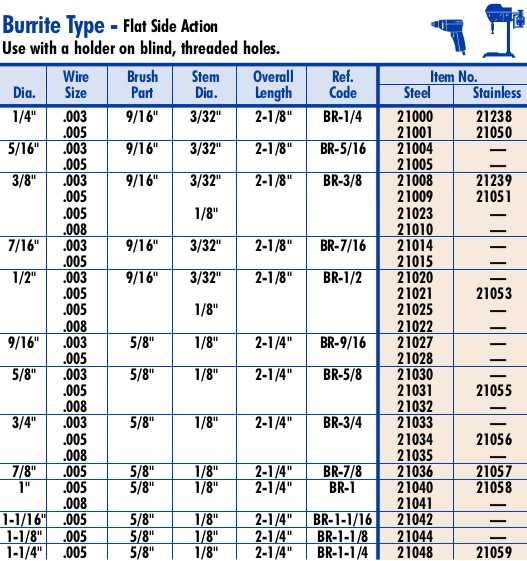 Burrite Type - Flat Side Action
Use with a holder on blind, threaded holes.
Wire Brush Stem Overall Ref. Item No.
Dia. Size Part Dia. Length Code Steel Stainless
1/4" .003 9/16" 3/32" 2-1/8" BR-1/4 21000 21238
.005 21001 21050
5/16" .003 9/16" 3/32" 2-1/8" BR-5/16 21004 —
.005 21005 —
3/8" .003 9/16" 3/32" 2-1/8" BR-3/8 21008 21239
.005 21009 21051
.005 1/8" 21023 —
.008 21010 —
7/16" .003 9/16" 3/32" 2-1/8" BR-7/16 21014 —
.005 21015 —
1/2" .003 9/16" 3/32" 2-1/8" BR-1/2 21020 —
.005 21021 21053
.005 1/8" 21025 —
.008 21022 —
9/16" .003 5/8" 1/8" 2-1/4" BR-9/16 21027 —
.005 21028 —
5/8" .003 5/8" 1/8" 2-1/4" BR-5/8 21030 —
.005 21031 21055
.008 21032 —
3/4" .003 5/8" 1/8" 2-1/4" BR-3/4 21033 —
.005 21034 21056
.008 21035 —
7/8" .005 5/8" 1/8" 2-1/4" BR-7/8 21036 21057
1" .005 5/8" 1/8" 2-1/4" BR-1 21040 21058
.008 21041 —
1-1/16" .005 5/8" 1/8" 2-1/4" BR-1-1/16 21042 —
1-1/8" .005 5/8" 1/8" 2-1/4" BR-1-1/8 21044 —
1-1/4" .005 5/8" 1/8" 2-1/4" BR-1-1/4 21048 21059